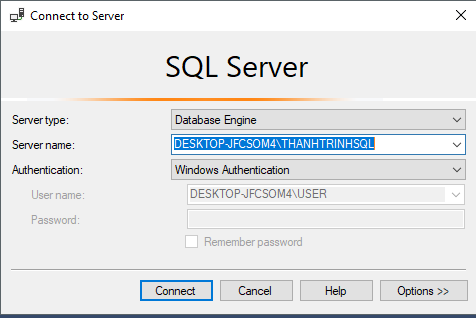 Connect to Server
SQL Server
Server type: Database Engine
Server name: DESKTOP-JFCSOM4\THANHTRINHSQL
Authentication: Windows Authentication
User name: DESKTOP-JFCSOM4\USER
Password:
Remember password
Connect Cancel Help Options >>